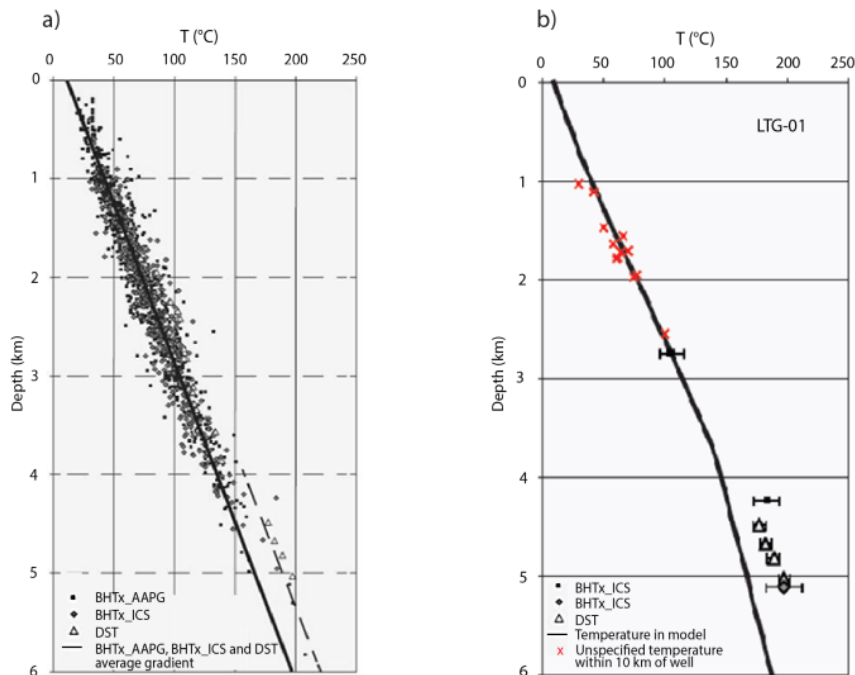 a)
T (°C)
0 50 100 150 200 250
0
1
2
3
4
5
6
Depth (km)
BHTx_AAPG
BHTx_ICS
DST
BHTx_AAPG, BHTx_ICS and DST
average gradient
b)
T (°C)
0 50 100 150 200 250
0
1
2
3
4
5
6
Depth (km)
LTG-01
BHTx_ICS
BHTx_ICS
DST
Temperature in model
Unspecified temperature
within 10 km of well